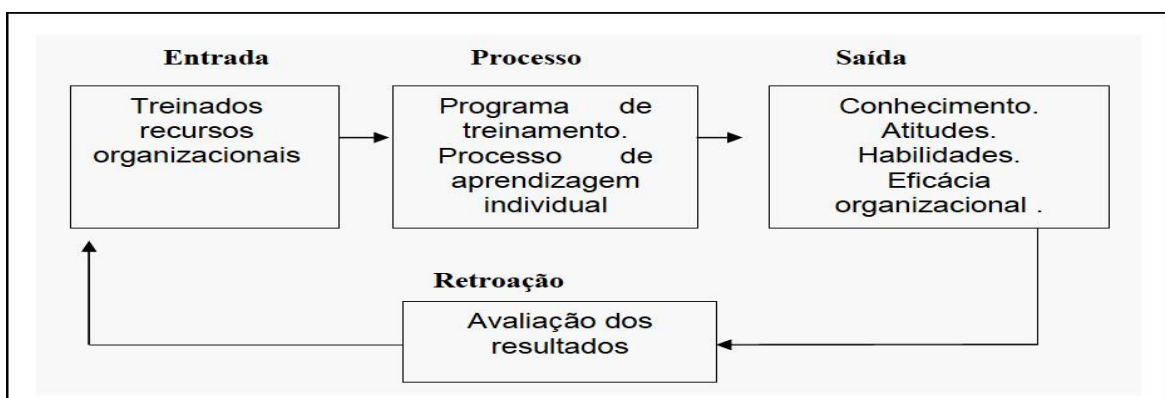 Entrada
Processo
Saída
Treinados
recursos
organizacionais
Programa de
treinamento.
Processo de
aprendizagem
individual
Conhecimento.
Atitudes.
Habilidades.
Eficácia
organizacional .
Retroação
Avaliação dos
resultados